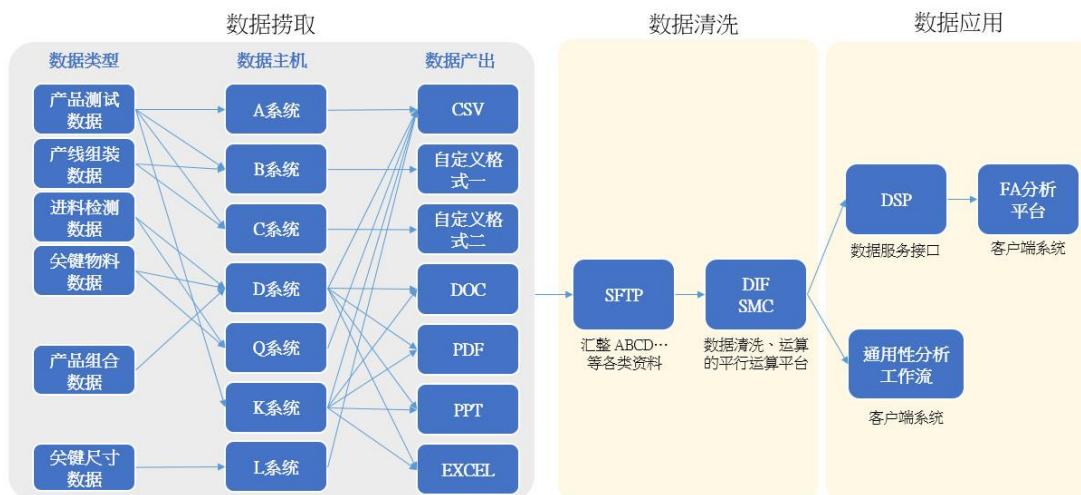 数据捞取
数据清洗
数据应用
数据类型
数据主机
数据产出
产品测试
数据
产线组装
数据
进料检测
数据
关键物料
数据
产品组合
数据
关键尺寸
数据
A系统
B系统
C系统
D系统
Q系统
K系统
L系统
CSV
自定义格
式一
自定义格
式二
DOC
PDF
PPT
EXCEL
SFTP
汇整 ABCD…
等各类资料
DIF
SMC
数据清洗、运算
的平行运算平台
DSP
数据服务接口
FA分析
平台
客户端系统
通用性分析
工作流
客户端系统